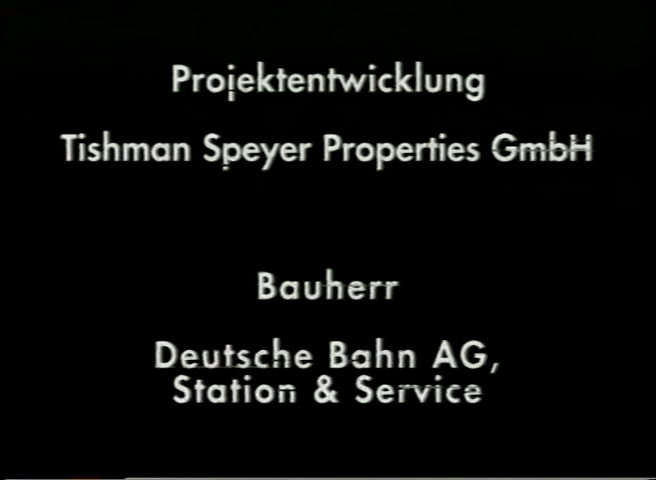 Projektentwicklung
Tishman Speyer Properties GmbH
Bauherr
Deutsche Bahn AG,
Station & Service